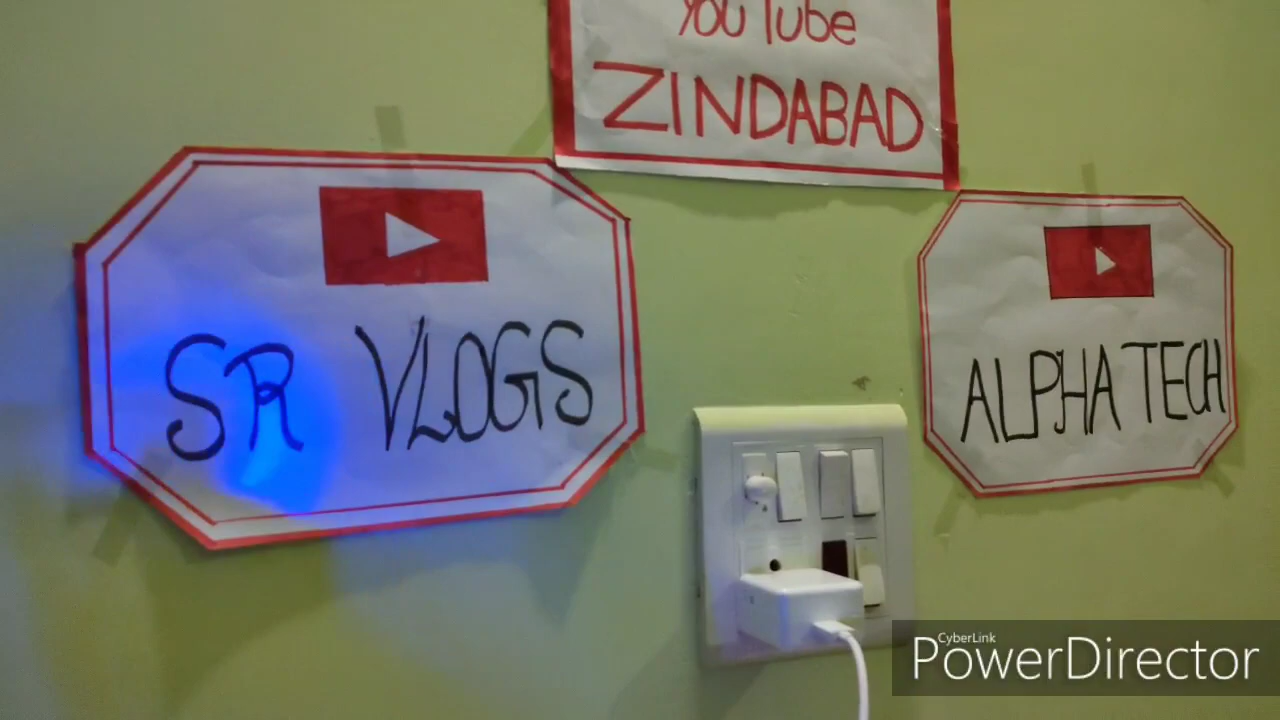 YouTube
ZINDABAD
SR VLOGS
ALPHA TECH
CyberLink
PowerDirector